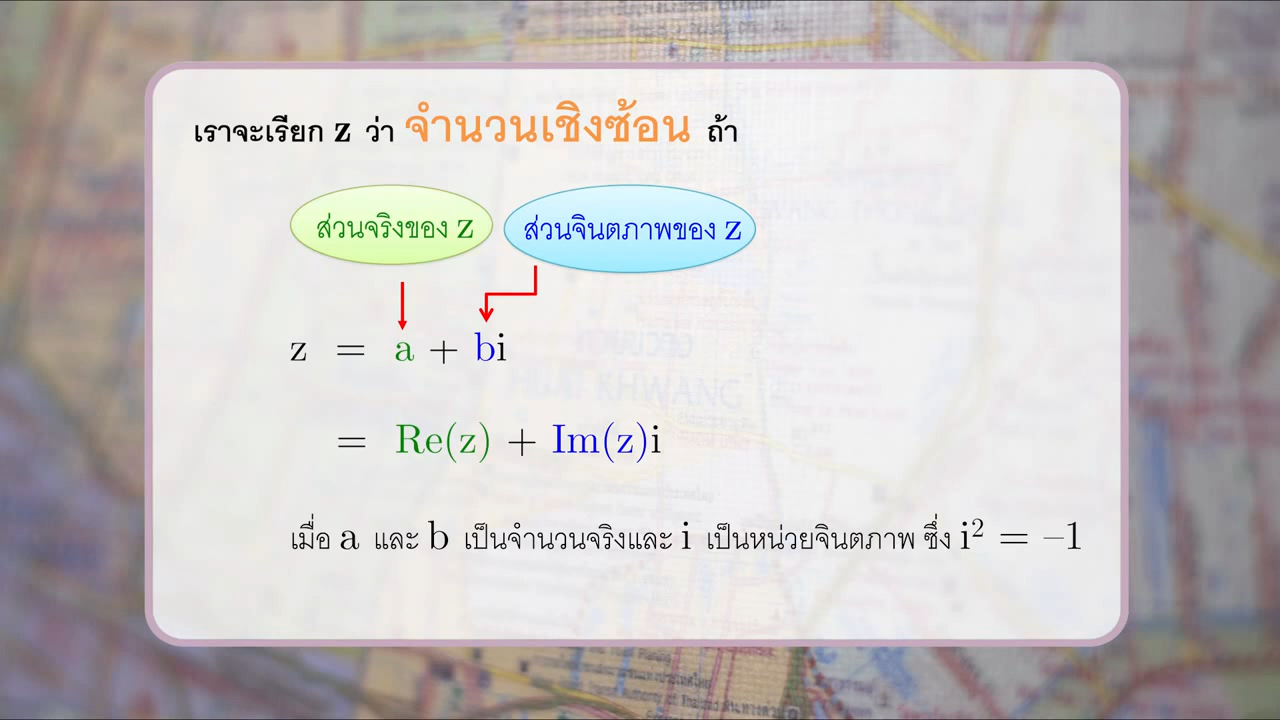 เราจะเรียก z ว่า จำนวนเชิงซ้อน ถ้า
ส่วนจริงของ z
ส่วนจินตภาพของ z
z = a + bi
= Re(z) + Im(z)i
เมื่อ a และ b เป็นจำนวนจริงและ i เป็นหน่วยจินตภาพ ซึ่ง i² = –1
HUAI KHWANG